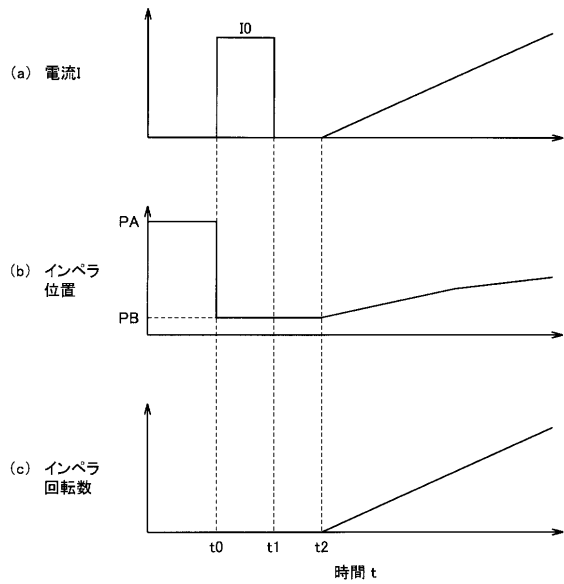 I0
(a) 電流I
PA
(b) インペラ
位置
PB
(c) インペラ
回転数
t0 t1 t2
時間 t